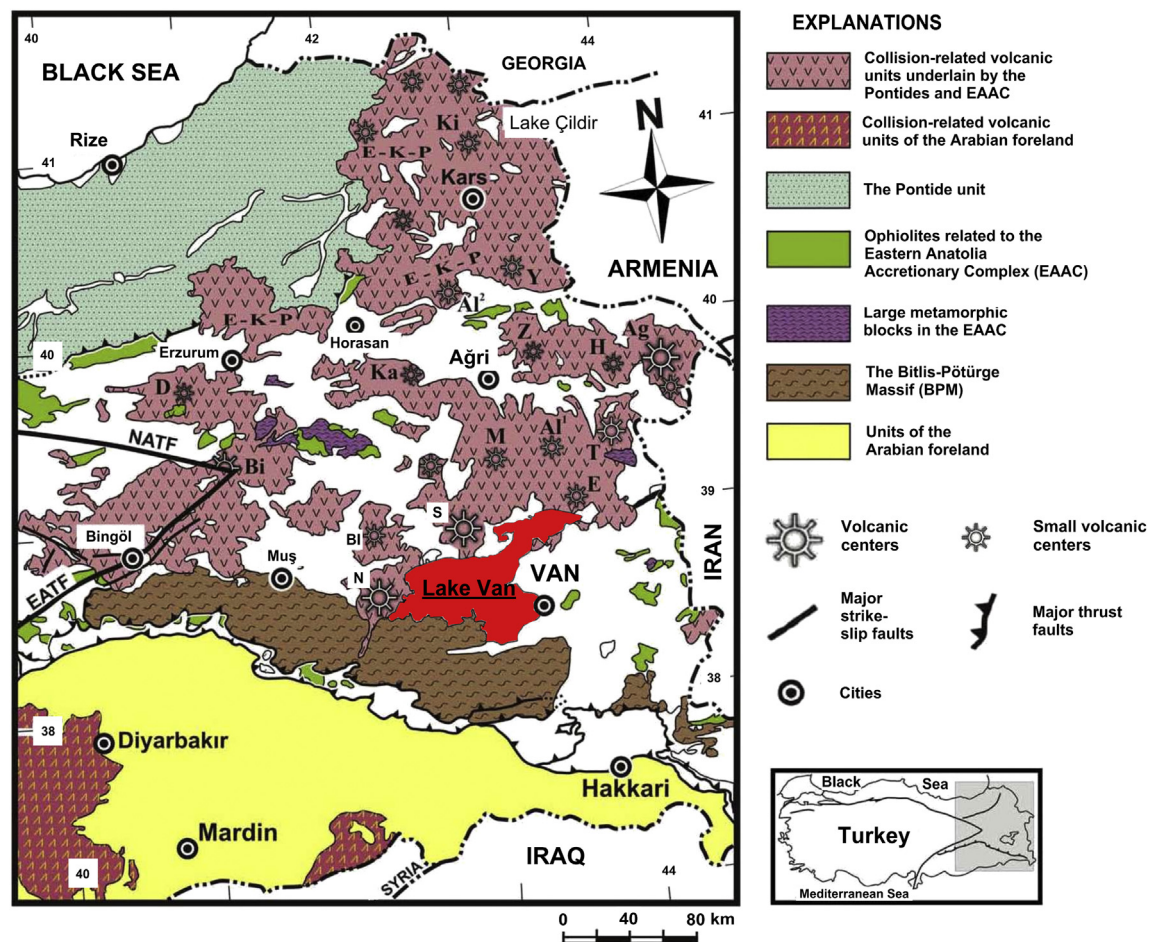 40
42
44
BLACK SEA
GEORGIA
41
Ki
Lake Çildir
N
Rize
41
E-K-P
Kars
ARMENIA
E-K-P
Y
Al²
40
E-K-P
Horasan
Z
H
Ag
40
Erzurum
Ağri
Ka
D
NATF
M
Al¹
T
Bi
E
39
S
Bingöl
BI
Muş
VAN
IRAN
N
Lake Van
EATF
38
38
Diyarbakır
Hakkari
Mardin
IRAQ
40
SYRIA
44
0 40 80 km
EXPLANATIONS
Collision-related volcanic
units underlain by the
Pontides and EAAC
Collision-related volcanic
units of the Arabian foreland
The Pontide unit
Ophiolites related to the
Eastern Anatolia
Accretionary Complex (EAAC)
Large metamorphic
blocks in the EAAC
The Bitlis-Pötürge
Massif (BPM)
Units of the
Arabian foreland
Volcanic
centers
Small volcanic
centers
Major
strike-
slip faults
Major thrust
faults
Cities
Black Sea
Turkey
Mediterranean Sea